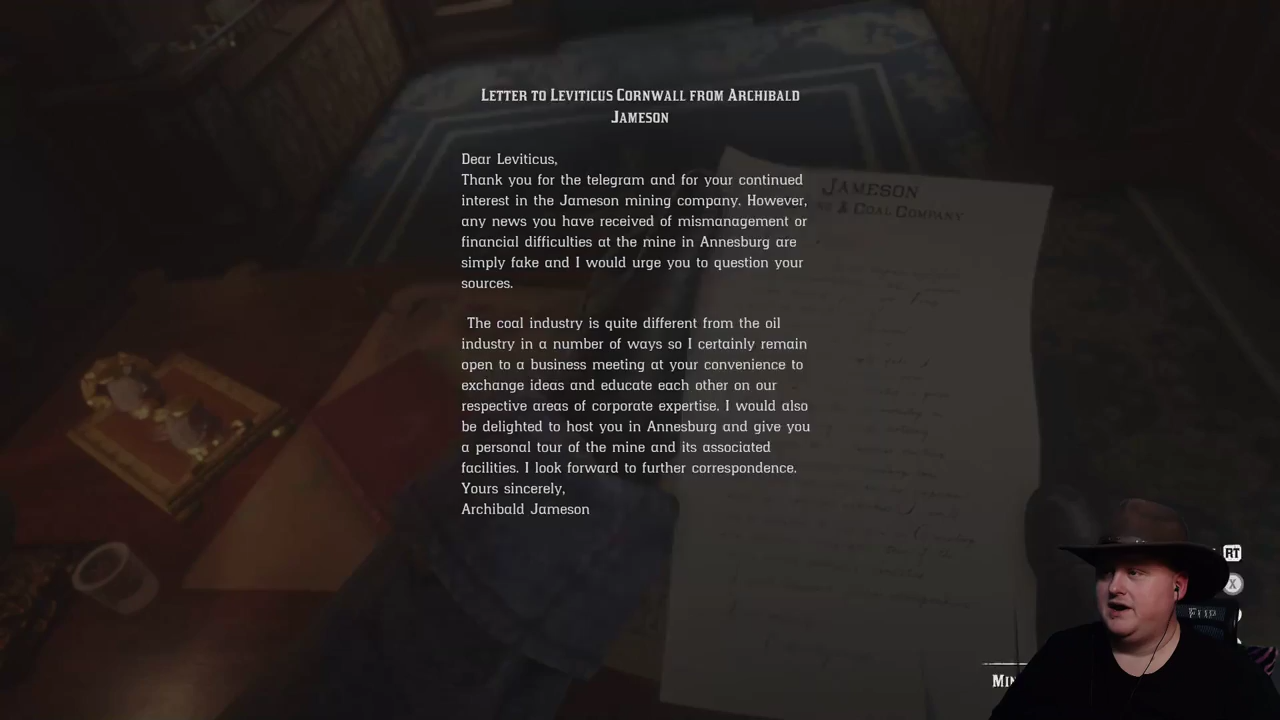 Letter to Leviticus Cornwall from Archibald
Jameson
Dear Leviticus,
Thank you for the telegram and for your continued
interest in the Jameson mining company. However,
any news you have received of mismanagement or
financial difficulties at the mine in Annesburg are
simply fake and I would urge you to question your
sources.
The coal industry is quite different from the oil
industry in a number of ways so I certainly remain
open to a business meeting at your convenience to
exchange ideas and educate each other on our
respective areas of corporate expertise. I would also
be delighted to host you in Annesburg and give you
a personal tour of the mine and its associated
facilities. I look forward to further correspondence.
Yours sincerely,
Archibald Jameson
Jameson
& Coal Company
RT
X
Flip